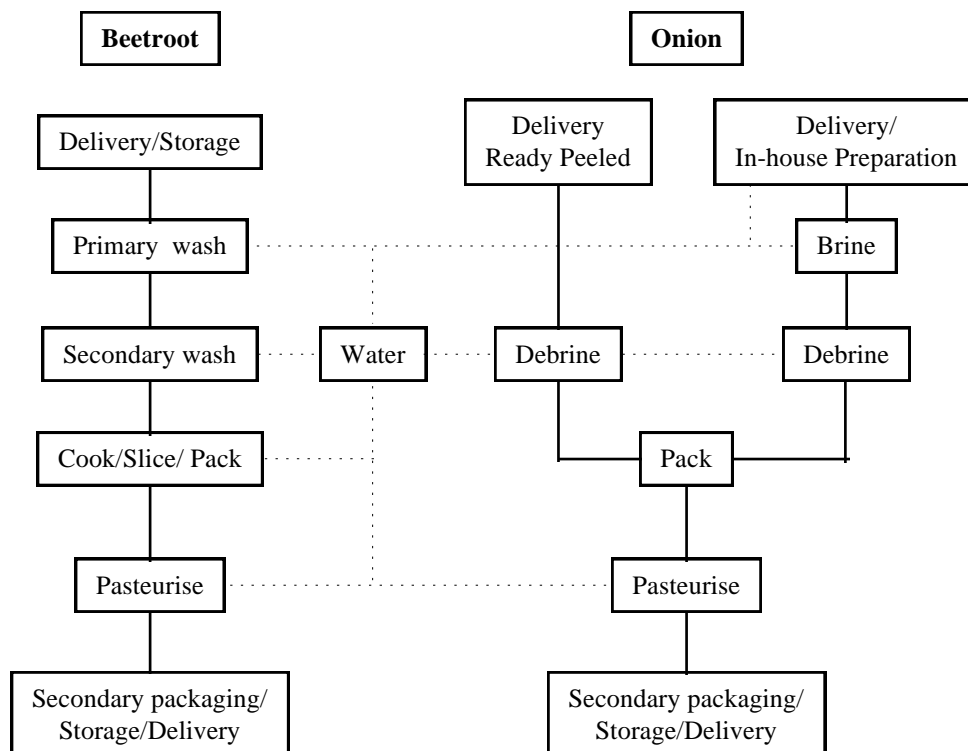 Beetroot
Onion
Delivery/Storage
Delivery
Ready Peeled
Delivery/
In-house Preparation
Primary wash
Brine
Secondary wash
Water
Debrine
Debrine
Cook/Slice/ Pack
Pack
Pasteurise
Pasteurise
Secondary packaging/
Storage/Delivery
Secondary packaging/
Storage/Delivery